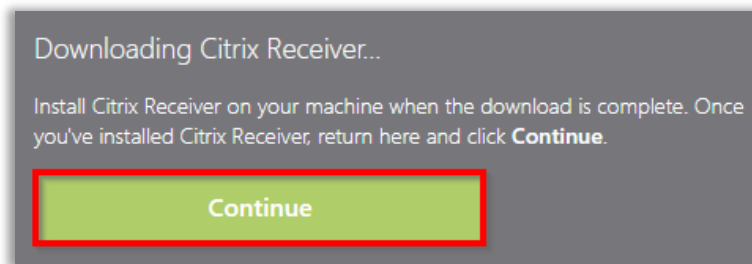 Downloading Citrix Receiver...
Install Citrix Receiver on your machine when the download is complete. Once
you've installed Citrix Receiver, return here and click Continue.
Continue